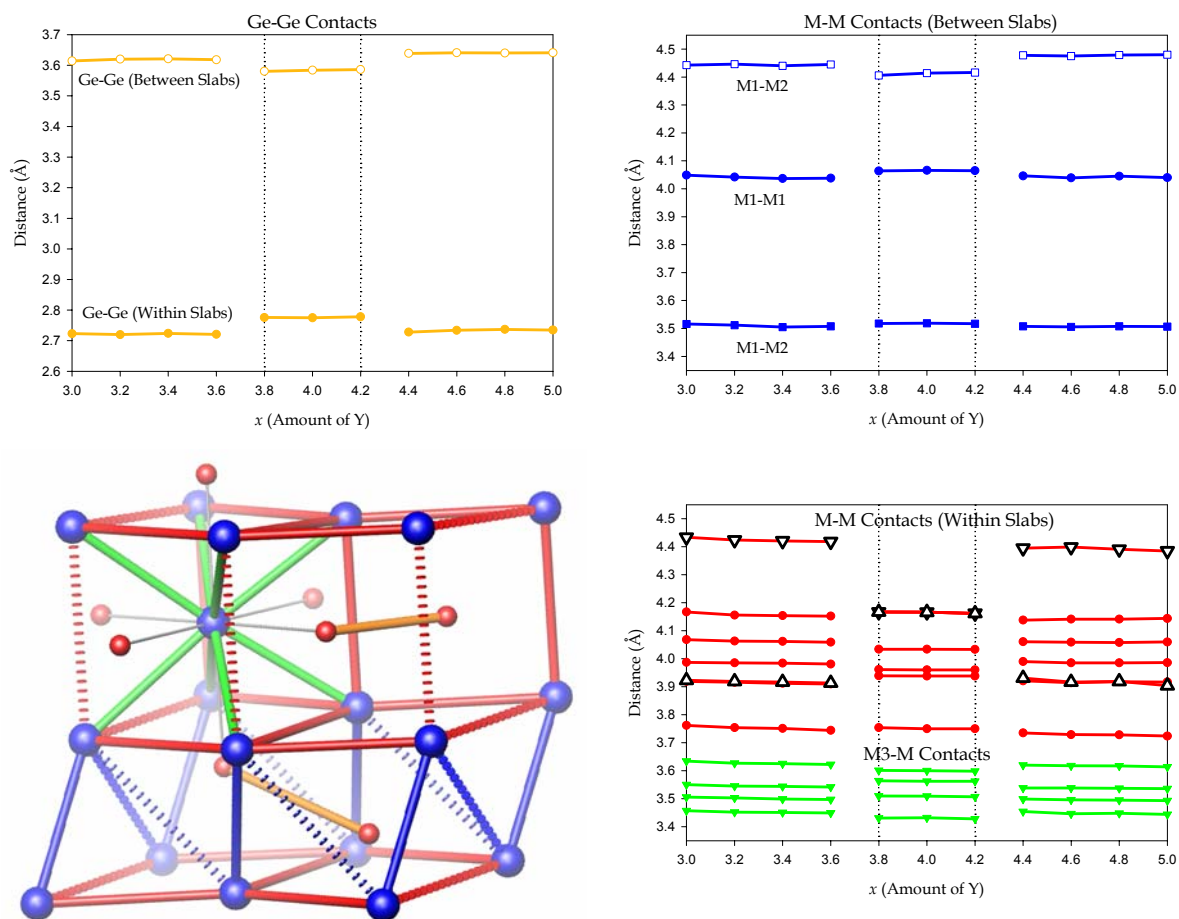 Ge-Ge Contacts
3.7
3.6
3.5
3.4
3.3
3.2
3.1
3.0
2.9
2.8
2.7
2.6
Distance (Å)
Ge-Ge (Between Slabs)
Ge-Ge (Within Slabs)
3.0 3.2 3.4 3.6 3.8 4.0 4.2 4.4 4.6 4.8 5.0
x (Amount of Y)
M-M Contacts (Between Slabs)
4.5
4.4
4.3
4.2
4.1
4.0
3.9
3.8
3.7
3.6
3.5
3.4
Distance (Å)
M1-M2
M1-M1
M1-M2
3.0 3.2 3.4 3.6 3.8 4.0 4.2 4.4 4.6 4.8 5.0
x (Amount of Y)
M-M Contacts (Within Slabs)
4.5
4.4
4.3
4.2
4.1
4.0
3.9
3.8
3.7
3.6
3.5
3.4
Distance (Å)
M3-M Contacts
3.0 3.2 3.4 3.6 3.8 4.0 4.2 4.4 4.6 4.8 5.0
x (Amount of Y)